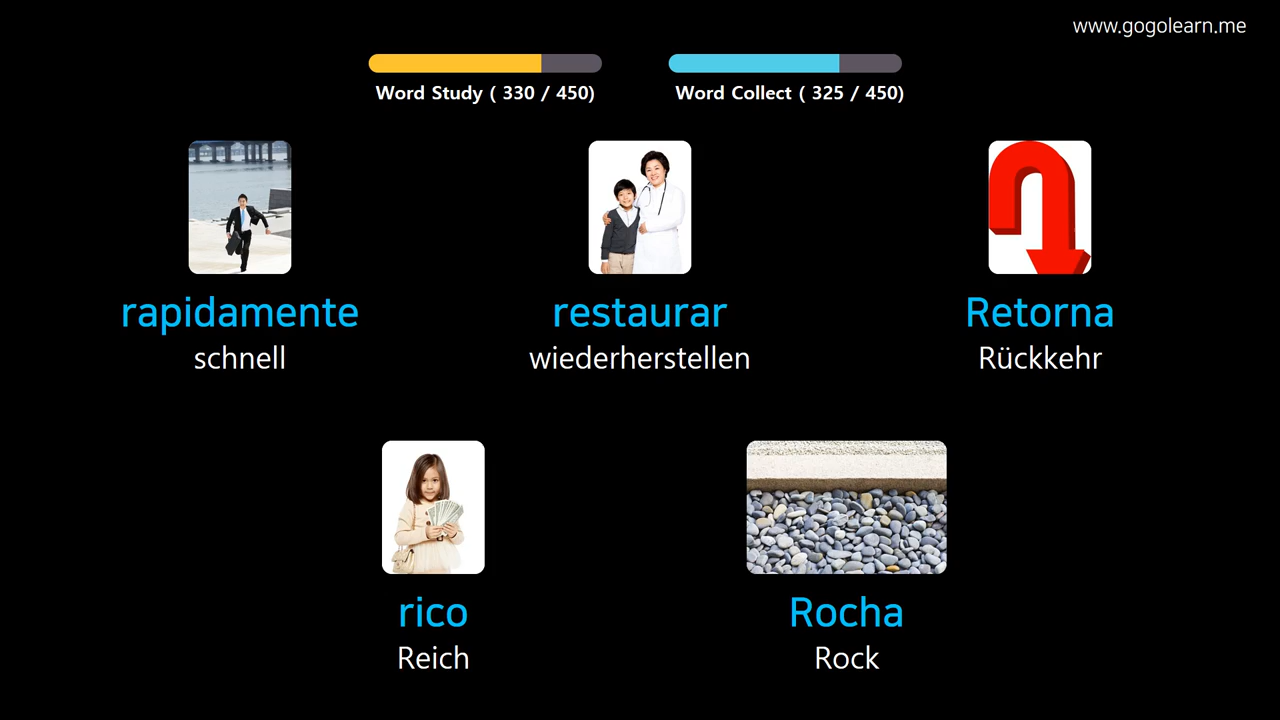 www.gogolearn.me
Word Study ( 330 / 450)
Word Collect ( 325 / 450)
rapidamente
schnell
restaurar
wiederherstellen
Retorna
Rückkehr
rico
Reich
Rocha
Rock